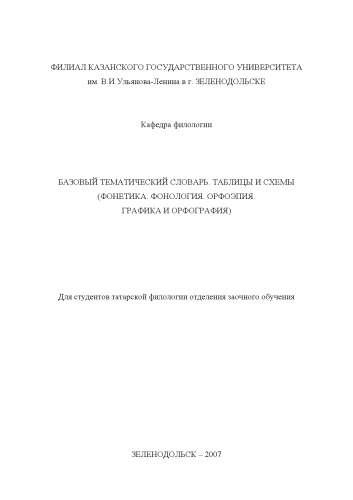 ФИЛИАЛ КАЗАНСКОГО ГОСУДАРСТВЕННОГО УНИВЕРСИТЕТА
им. В.И.Ульянова-Ленина в г. ЗЕЛЕНОДОЛЬСКЕ
Кафедра филологии
БАЗОВЫЙ ТЕМАТИЧЕСКИЙ СЛОВАРЬ. ТАБЛИЦЫ И СХЕМЫ
(ФОНЕТИКА. ФОНОЛОГИЯ. ОРФОЭПИЯ.
ГРАФИКА И ОРФОГРАФИЯ)
Для студентов татарской филологии отделения заочного обучения
ЗЕЛЕНОДОЛЬСК – 2007